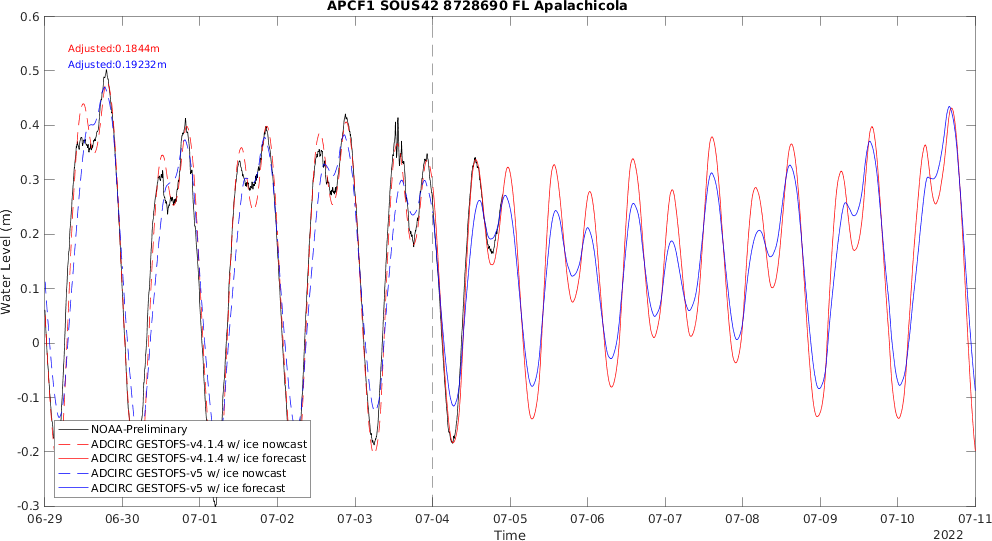 APCF1 SOUS42 8728690 FL Apalachicola
0.6
Adjusted:0.1844m
Adjusted:0.19232m
0.5
0.4
0.3
0.2
0.1
0
-0.1
-0.2
-0.3
Water Level (m)
NOAA-Preliminary
ADCIRC GESTOFS-v4.1.4 w/ ice nowcast
ADCIRC GESTOFS-v4.1.4 w/ ice forecast
ADCIRC GESTOFS-v5 w/ ice nowcast
ADCIRC GESTOFS-v5 w/ ice forecast
06-29 06-30 07-01 07-02 07-03 07-04 07-05 07-06 07-07 07-08 07-09 07-10 07-11
Time
2022